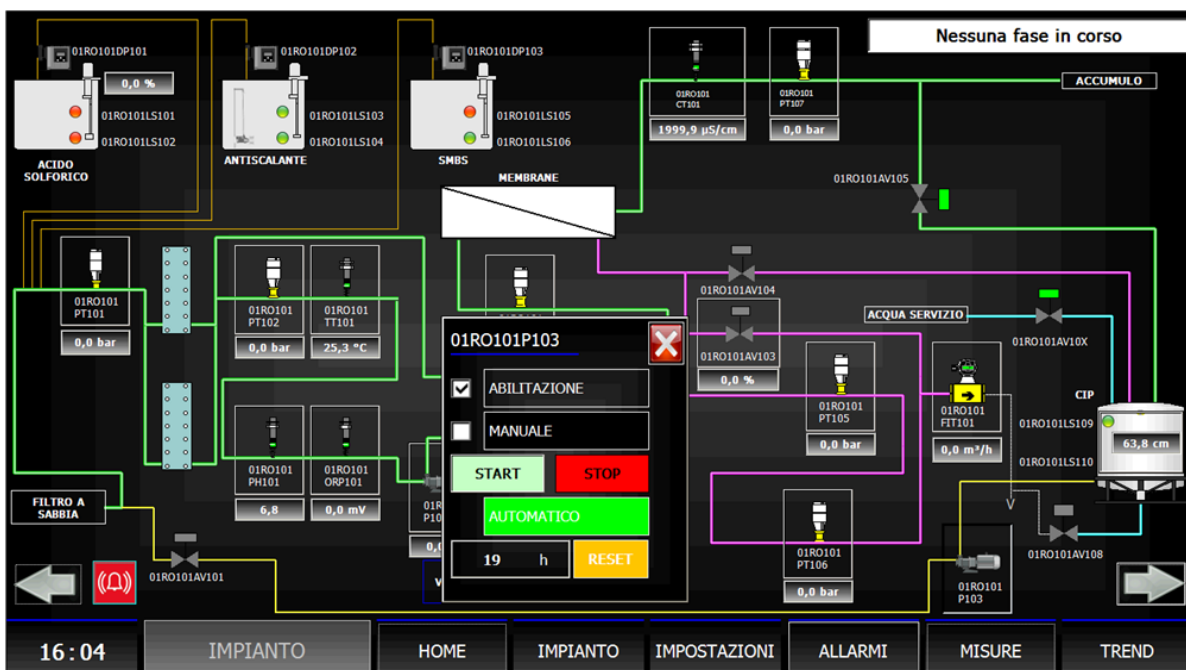 Nessuna fase in corso
01RO101DP101
01RO101DP102
01RO101DP103
0,0 %
01RO101LS101
01RO101LS102
01RO101LS103
01RO101LS104
01RO101LS105
01RO101LS106
ACIDO
SOLFORICO
ANTISCALANTE
SMBS
01RO101
CT101
1999,9 µS/cm
01RO101
PT107
0,0 bar
ACCUMULO
MEMBRANE
01RO101AV105
01RO101
PT101
0,0 bar
01RO101
PT102
0,0 bar
01RO101
TT101
25,3 °C
01RO101AV104
ACQUA SERVIZIO
01RO101AV10X
01RO101P103
ABILITAZIONE
MANUALE
START
STOP
AUTOMATICO
19 h
RESET
01RO101AV103
0,0 %
01RO101
PT105
0,0 bar
01RO101
FIT101
0,0 m³/h
CIP
01RO101LS109
63,8 cm
01RO101LS110
01RO101
PH101
6,8
01RO101
ORP101
0,0 mV
FILTRO A
SABBIA
01RO101AV101
01RO101
PT106
0,0 bar
01RO101AV108
01RO101
P103
16:04
IMPIANTO
HOME
IMPIANTO
IMPOSTAZIONI
ALLARMI
MISURE
TREND